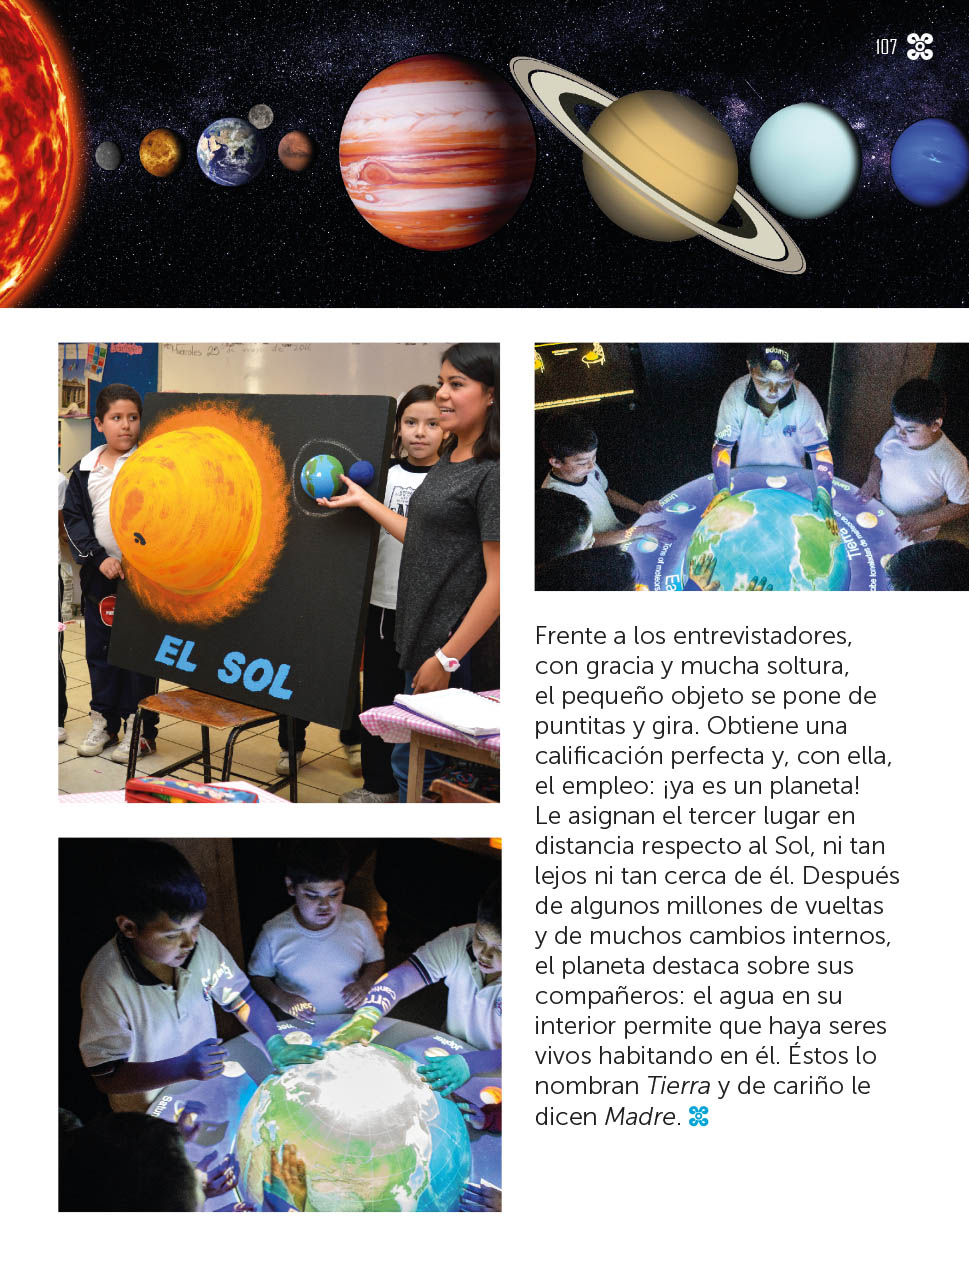 107
EL SOL
Europa
Tierra
Frente a los entrevistadores,
con gracia y mucha soltura,
el pequeño objeto se pone de
puntitas y gira. Obtiene una
calificación perfecta y, con ella,
el empleo: ¡ya es un planeta!
Le asignan el tercer lugar en
distancia respecto al Sol, ni tan
lejos ni tan cerca de él. Después
de algunos millones de vueltas
y de muchos cambios internos,
el planeta destaca sobre sus
compañeros: el agua en su
interior permite que haya seres
vivos habitando en él. Éstos lo
nombran Tierra y de cariño le
dicen Madre.